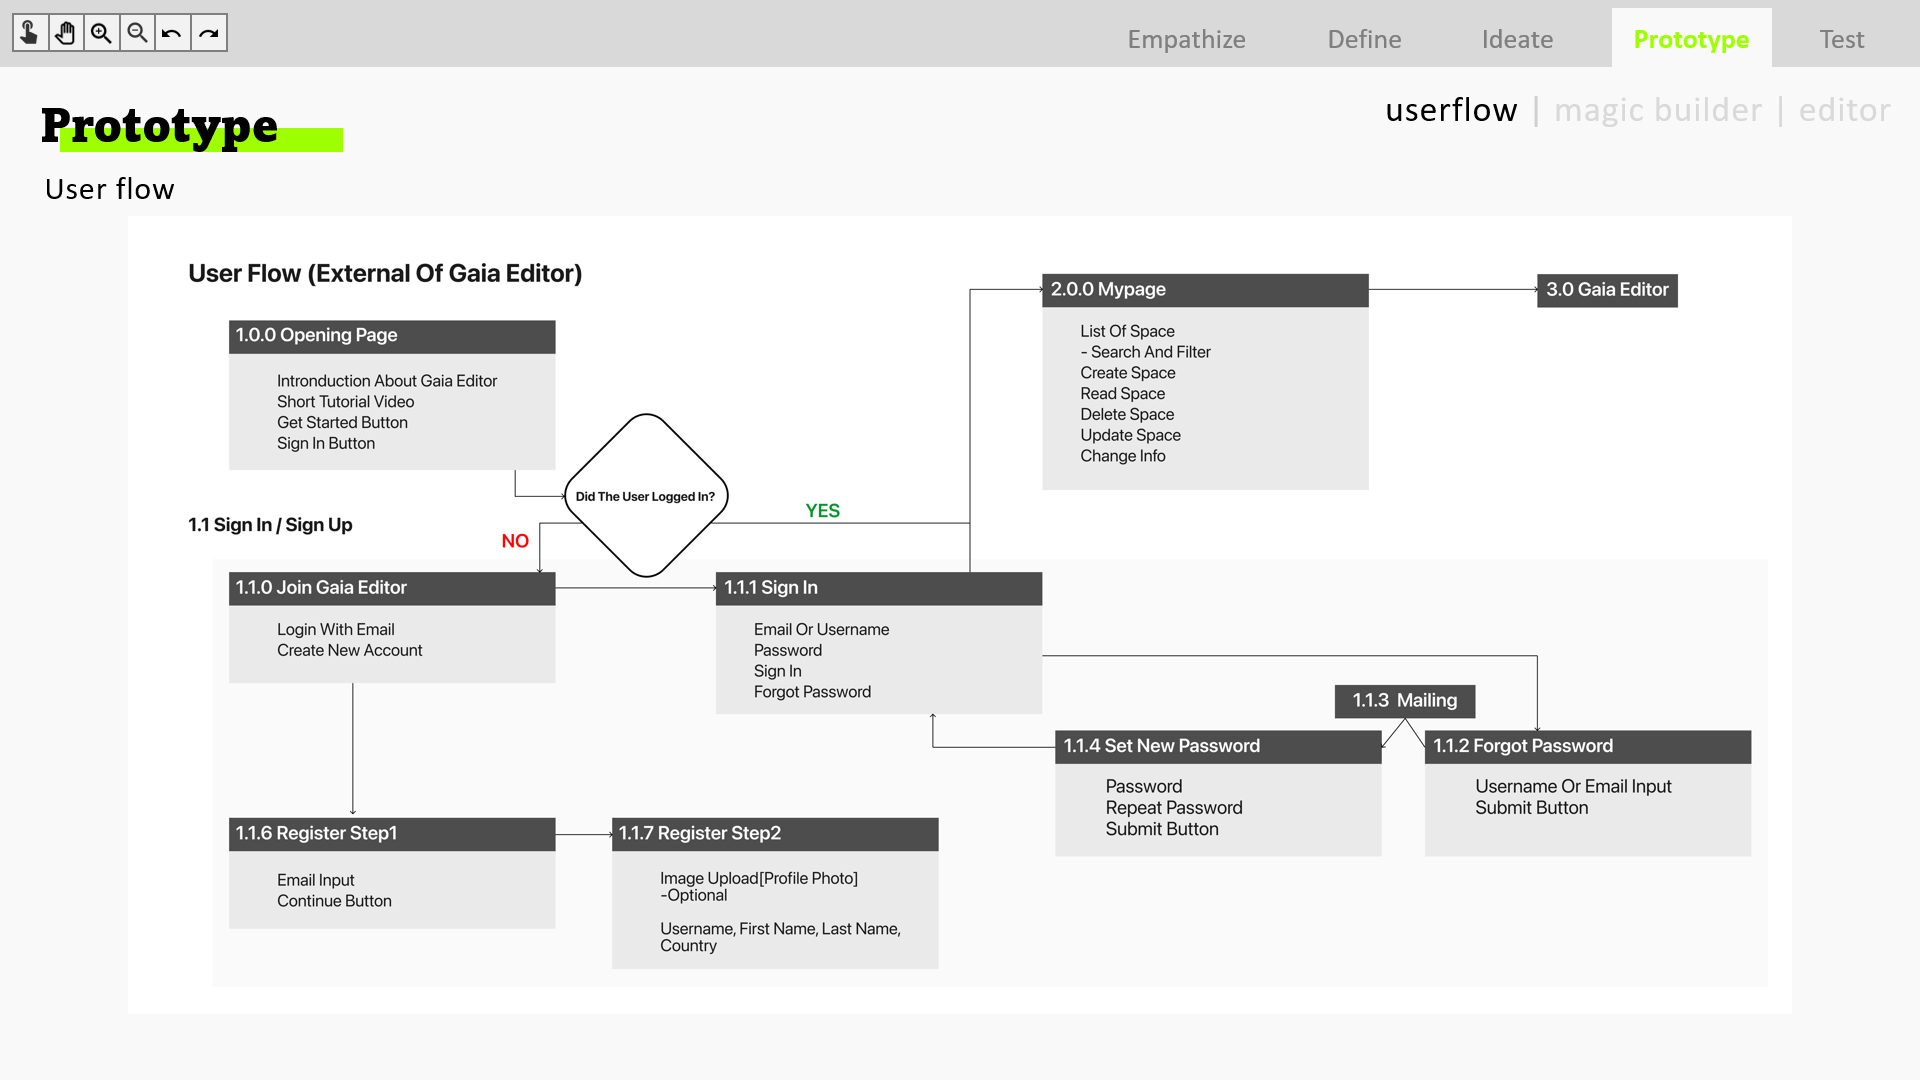 Empathize
Define
Ideate
Prototype
Test
userflow | magic builder | editor
Prototype
User flow
User Flow (External Of Gaia Editor)
1.0.0 Opening Page
Intronduction About Gaia Editor
Short Tutorial Video
Get Started Button
Sign In Button
Did The User Logged In?
YES
NO
2.0.0 Mypage
List Of Space
- Search And Filter
Create Space
Read Space
Delete Space
Update Space
Change Info
3.0 Gaia Editor
1.1 Sign In / Sign Up
1.1.0 Join Gaia Editor
Login With Email
Create New Account
1.1.1 Sign In
Email Or Username
Password
Sign In
Forgot Password
1.1.3 Mailing
1.1.4 Set New Password
Password
Repeat Password
Submit Button
1.1.2 Forgot Password
Username Or Email Input
Submit Button
1.1.6 Register Step1
Email Input
Continue Button
1.1.7 Register Step2
Image Upload[Profile Photo]
-Optional
Username, First Name, Last Name,
Country